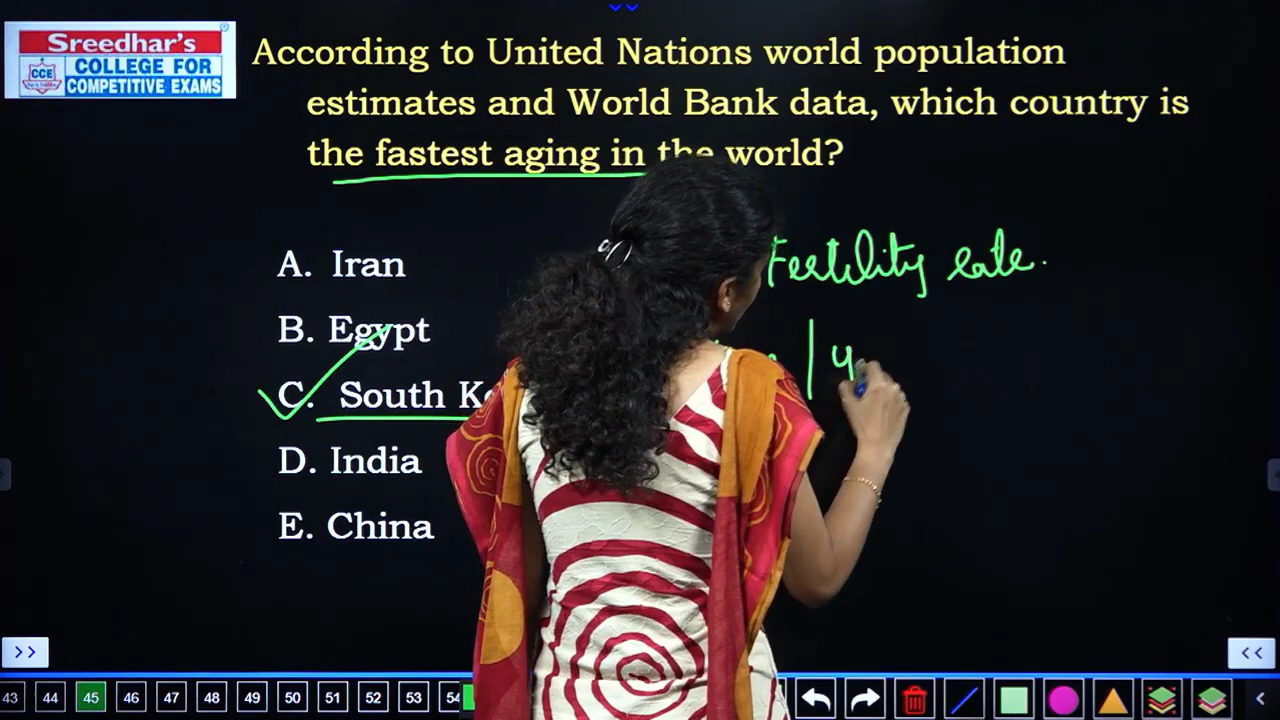 Sreedhar's
CCE
COLLEGE FOR
COMPETITIVE EXAMS
According to United Nations world population
estimates and World Bank data, which country is
the fastest aging in the world?
A. Iran
B. Egypt
C. South
D. India
E. China
Fertility rate.
>>
<<
43 44 45 46 47 48 49 50 51 52 53 54